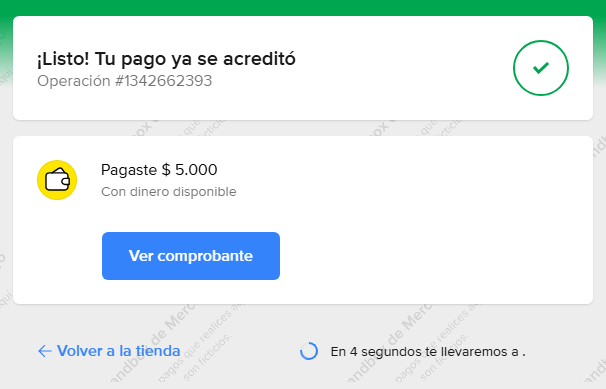 ¡Listo! Tu pago ya se acreditó
Operación #1342662393
Pagaste $ 5.000
Con dinero disponible
Ver comprobante
← Volver a la tienda
En 4 segundos te llevaremos a .